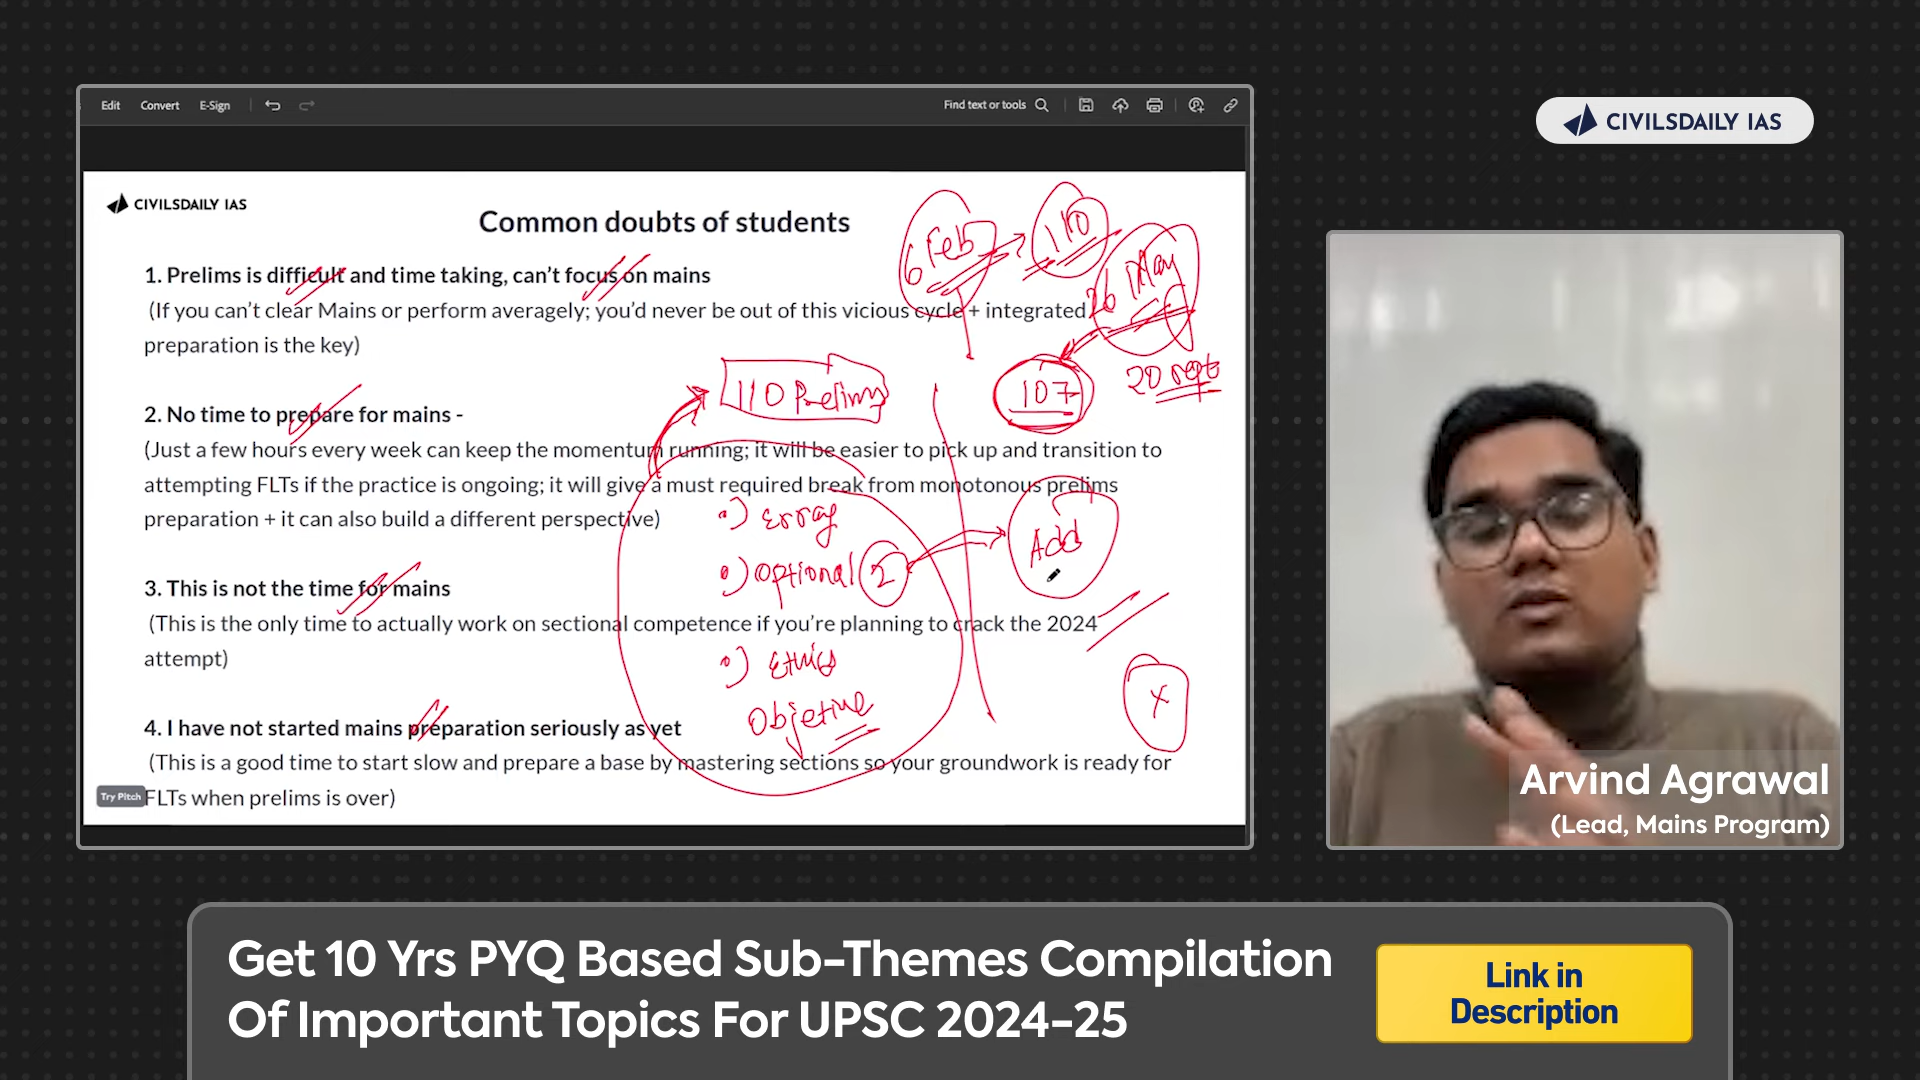 Edit Convert E-Sign Find text or tools
CIVILSDAILY IAS
CIVILSDAILY IAS
Common doubts of students
1. Prelims is difficult and time taking, can't focus on mains
(If you can't clear Mains or perform averagely; you'd never be out of this vicious cycle + integrated
preparation is the key)
2. No time to prepare for mains -
(Just a few hours every week can keep the momentum running; it will be easier to pick up and transition to
attempting FLTs if the practice is ongoing; it will give a must required break from monotonous prelims
preparation + it can also build a different perspective)
3. This is not the time for mains
(This is the only time to actually work on sectional competence if you're planning to crack the 2024
attempt)
4. I have not started mains preparation seriously as yet
(This is a good time to start slow and prepare a base by mastering sections so your groundwork is ready for
FLTs when prelims is over)
Try Pitch
6 Feb
110
26 May
20 sept
110 Prelims
107
Essay
Optional 2
Add
Ethics
Objective
X
Arvind Agrawal
(Lead, Mains Program)
Get 10 Yrs PYQ Based Sub-Themes Compilation
Of Important Topics For UPSC 2024-25
Link in
Description